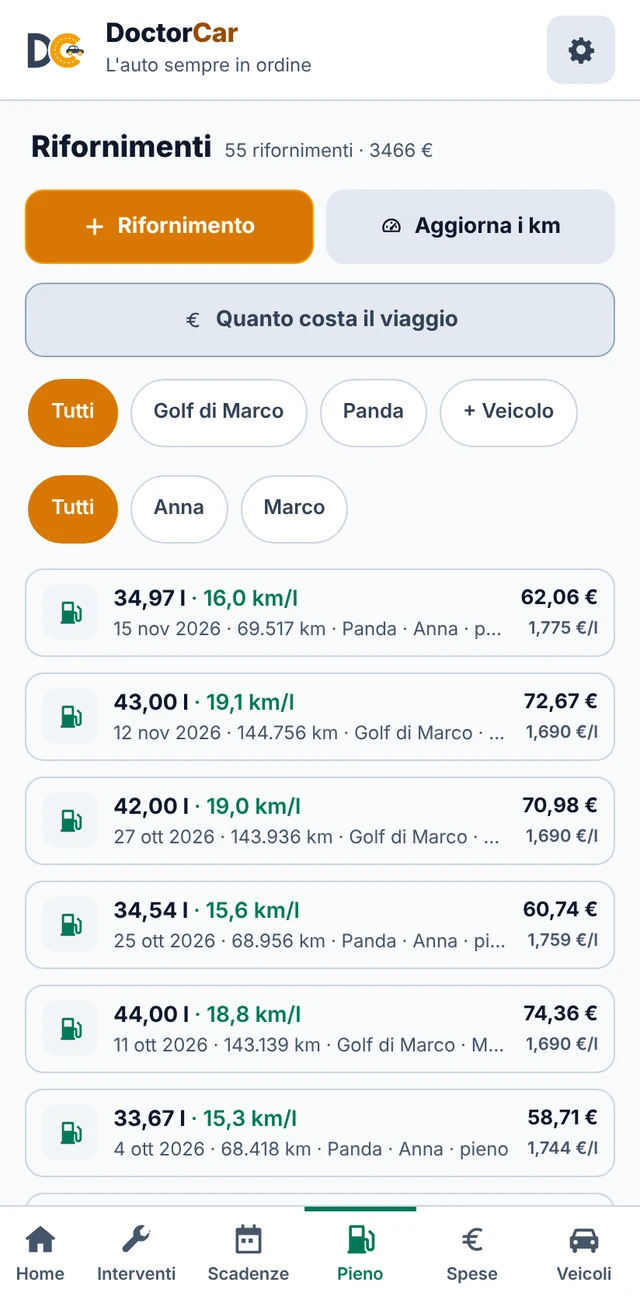 DC DoctorCar
L'auto sempre in ordine
Rifornimenti 55 rifornimenti · 3466 €
+ Rifornimento
Aggiorna i km
€ Quanto costa il viaggio
Tutti Golf di Marco Panda + Veicolo
Tutti Anna Marco
34,97 l · 16,0 km/l 62,06 €
15 nov 2026 · 69.517 km · Panda · Anna · p... 1,775 €/l
43,00 l · 19,1 km/l 72,67 €
12 nov 2026 · 144.756 km · Golf di Marco · ... 1,690 €/l
42,00 l · 19,0 km/l 70,98 €
27 ott 2026 · 143.936 km · Golf di Marco · ... 1,690 €/l
34,54 l · 15,6 km/l 60,74 €
25 ott 2026 · 68.956 km · Panda · Anna · pi... 1,759 €/l
44,00 l · 18,8 km/l 74,36 €
11 ott 2026 · 143.139 km · Golf di Marco · M... 1,690 €/l
33,67 l · 15,3 km/l 58,71 €
4 ott 2026 · 68.418 km · Panda · Anna · pieno 1,744 €/l
Home Interventi Scadenze Pieno € Spese Veicoli